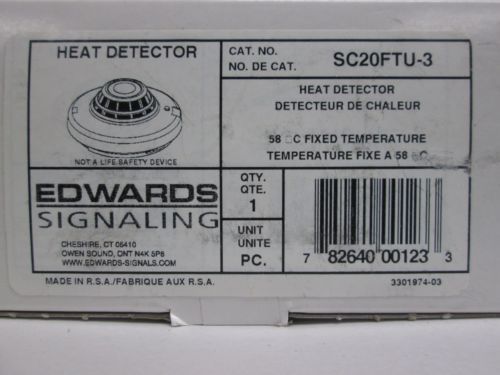 HEAT DETECTOR
NOT A LIFE SAFETY DEVICE
EDWARDS
SIGNALING
CHESHIRE, CT 06410
OWEN SOUND, ONT N4K 5P8
WWW.EDWARDS-SIGNALS.COM
CAT. NO.
NO. DE CAT.
SC20FTU-3
HEAT DETECTOR
DETECTEUR DE CHALEUR
58 C FIXED TEMPERATURE
TEMPERATURE FIXE A 58 C
QTY.
QTE.
1
UNIT
UNITE
PC.
7 82640 00123 3
MADE IN R.S.A./FABRIQUE AUX R.S.A.
3301974-03